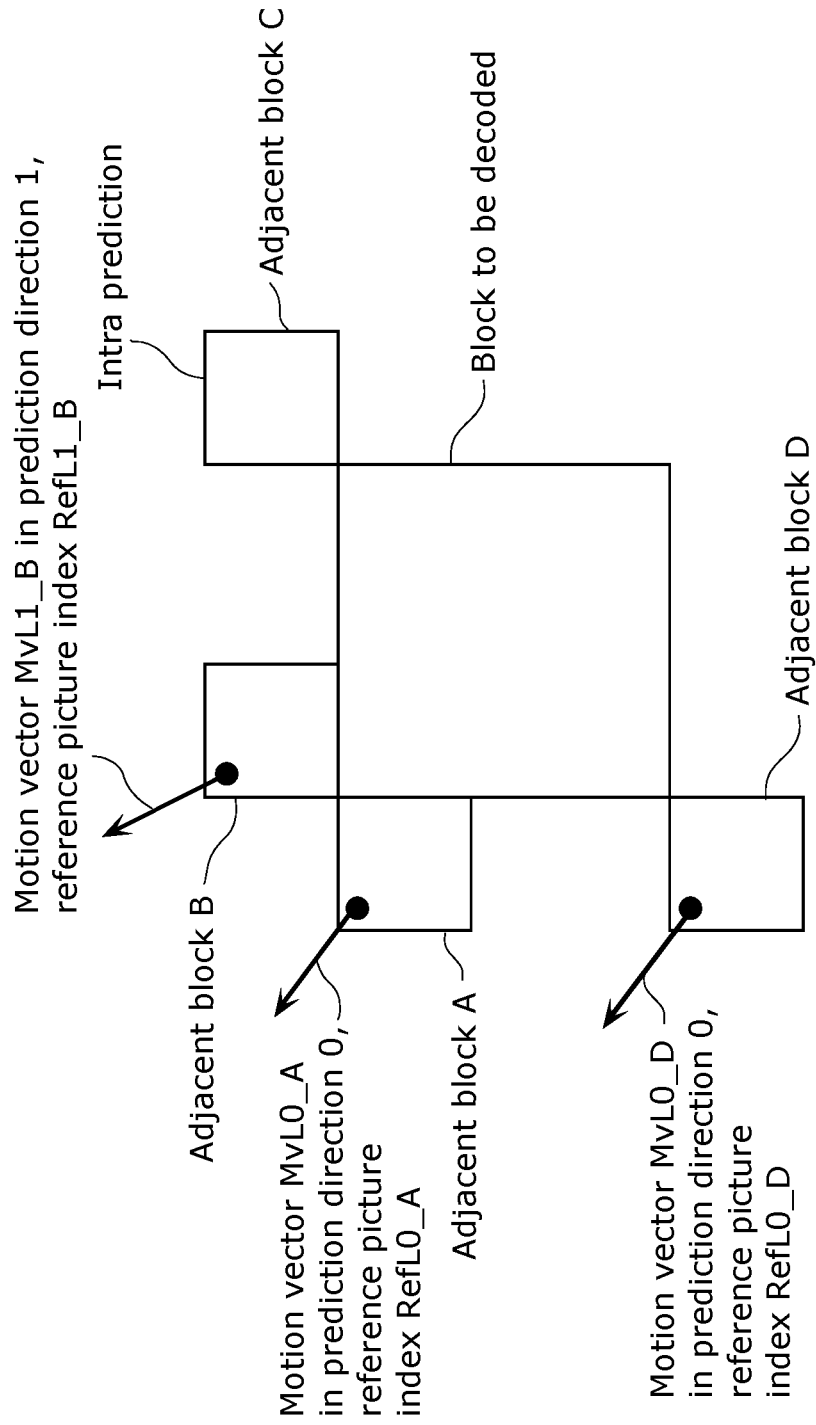 Motion vector MvL1_B in prediction direction 1,
reference picture index RefL1_B
Intra prediction
Adjacent block B
Adjacent block C
Motion vector MvL0_A
in prediction direction 0,
reference picture
index RefL0_A
Adjacent block A
Block to be decoded
Motion vector MvL0_D
in prediction direction 0,
reference picture
index RefL0_D
Adjacent block D